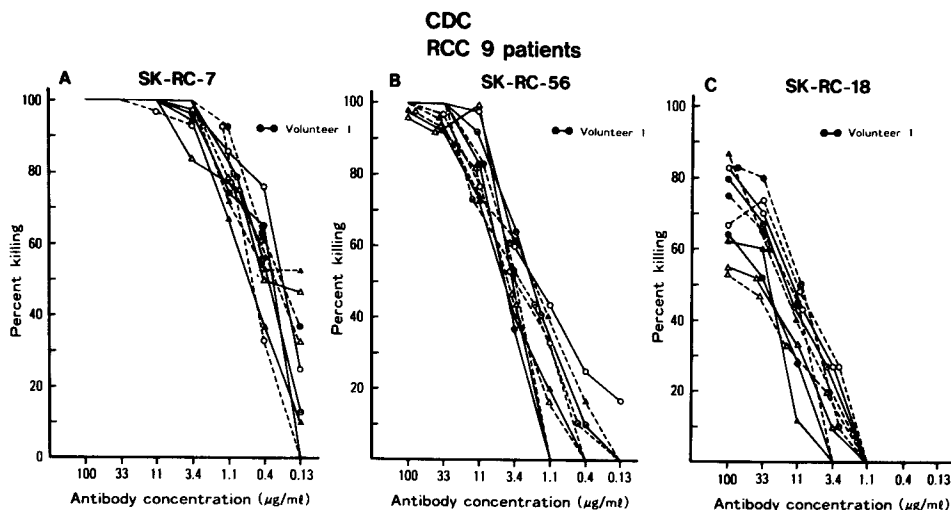 CDC
RCC 9 patients
A
SK-RC-7
Volunteer 1
Percent killing
100
80
60
40
20
0
100 33 11 3.4 1.1 0.4 0.13
Antibody concentration (μg/mℓ)
B
SK-RC-56
Volunteer 1
Percent killing
100
80
60
40
20
100 33 11 3.4 1.1 0.4 0.13
Antibody concentration (μg/mℓ)
C
SK-RC-18
Volunteer 1
Percent killing
100
80
60
40
20
100 33 11 3.4 1.1 0.4 0.13
Antibody concentration (μg/mℓ)